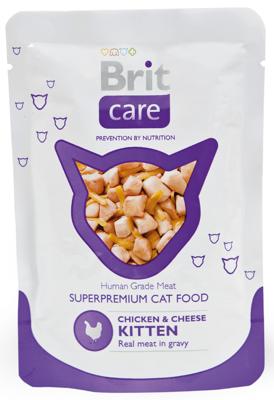 Brit
care
PREVENTION BY NUTRITION
Human Grade Meat
SUPERPREMIUM CAT FOOD
CHICKEN & CHEESE
KITTEN
Real meat in gravy